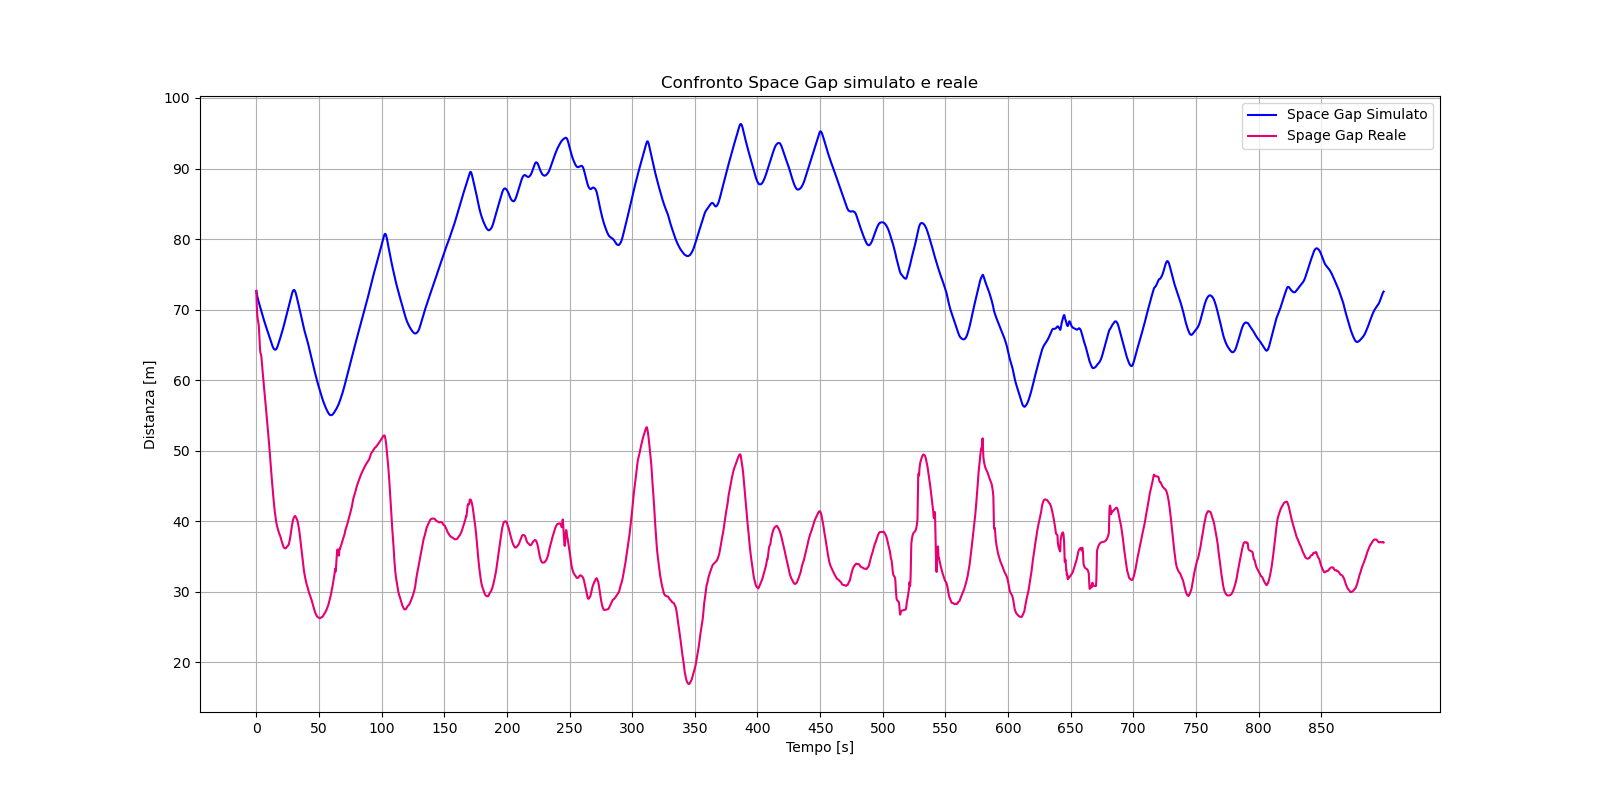 Confronto Space Gap simulato e reale
Space Gap Simulato
Spage Gap Reale
100
90
80
70
60
50
40
30
20
Distanza [m]
0 50 100 150 200 250 300 350 400 450 500 550 600 650 700 750 800 850
Tempo [s]